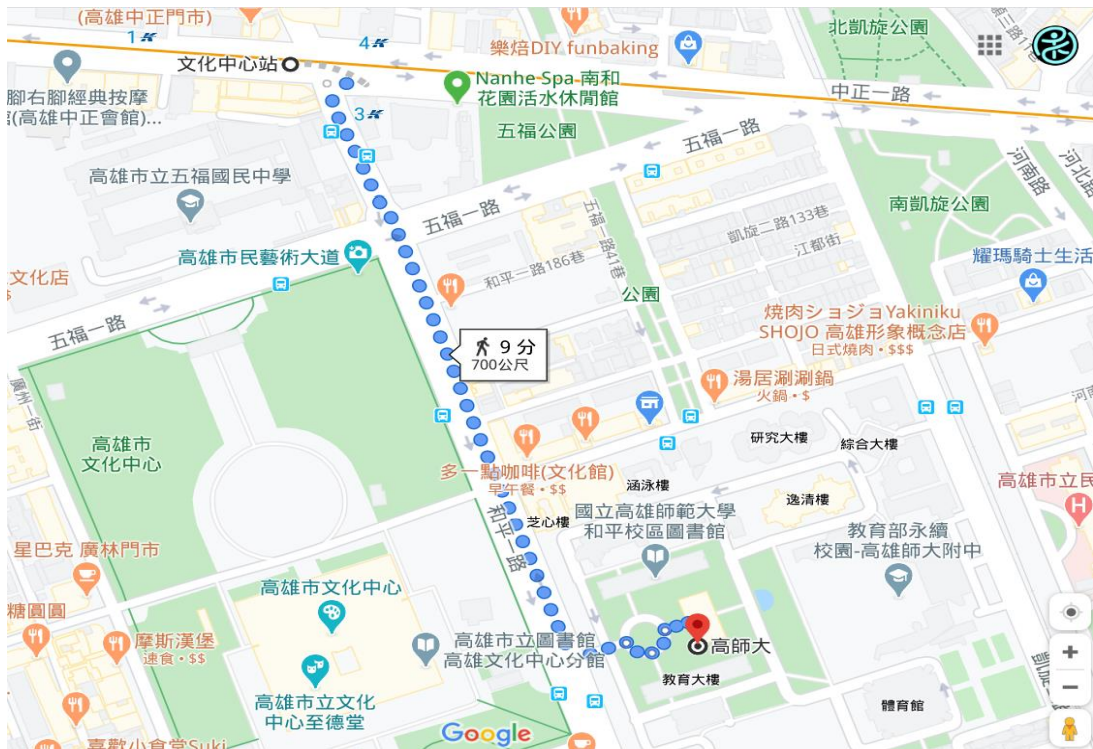 (高雄中正門市)
1
4
樂焙DIY funbaking
北凱旋公園
文化中心站
Nanhe Spa 南和
花園活水休閒館
中正一路
腳右腳經典按摩
(高雄中正會館)...
3
五福公園
五福一路
河南路
河北路
高雄市立五福國民中學
南凱旋公園
五福一路
五福一路41巷
凱旋二路133巷
江都街
高雄市民藝術大道
和平一路186巷
耀瑪騎士生活
文化店
公園
五福一路
燒肉ショジョYakiniku
SHOJO 高雄形象概念店
日式燒肉・$$$
9 分
700公尺
廣州一街
湯居涮涮鍋
火鍋・$
高雄市
文化中心
研究大樓
綜合大樓
多一點咖啡(文化館)
早午餐・$$
涵泳樓
逸清樓
高雄市立民
和平一路
芝心樓
國立高雄師範大學
和平校區圖書館
教育部永續
校園-高雄師大附中
星巴克 廣林門市
高雄市文化中心
糖圓圓
摩斯漢堡
速食・$$
高雄市立圖書館
高雄文化中心分館
高師大
教育大樓
高雄市立文化
中心至德堂
體育館
Google
喜歡小食堂Suki